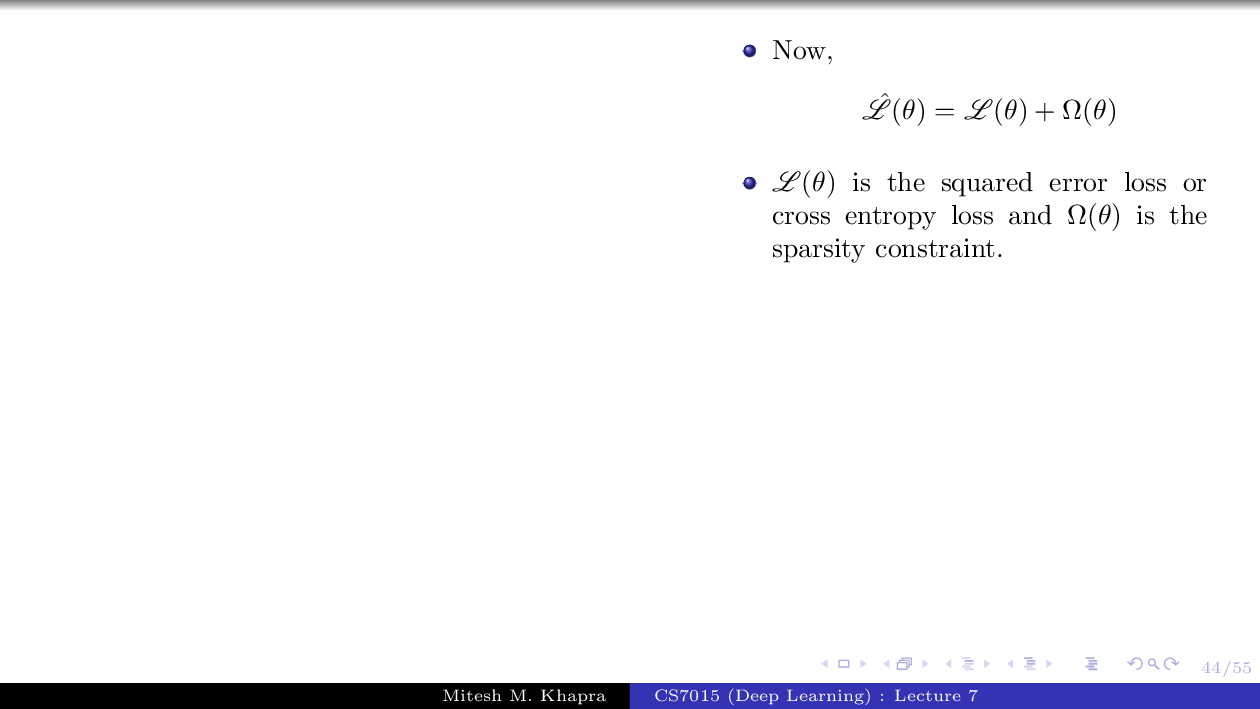 Now,
ℒ̂(θ) = ℒ(θ) + Ω(θ)
ℒ(θ) is the squared error loss or
cross entropy loss and Ω(θ) is the
sparsity constraint.
44/55
Mitesh M. Khapra
CS7015 (Deep Learning) : Lecture 7